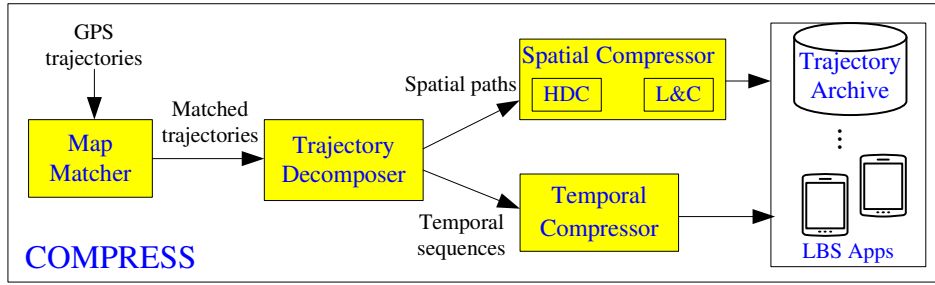 GPS
trajectories
Map
Matcher
Matched
trajectories
Trajectory
Decomposer
Spatial paths
Spatial Compressor
HDC
L&C
Temporal
sequences
Temporal
Compressor
Trajectory
Archive
LBS Apps
COMPRESS